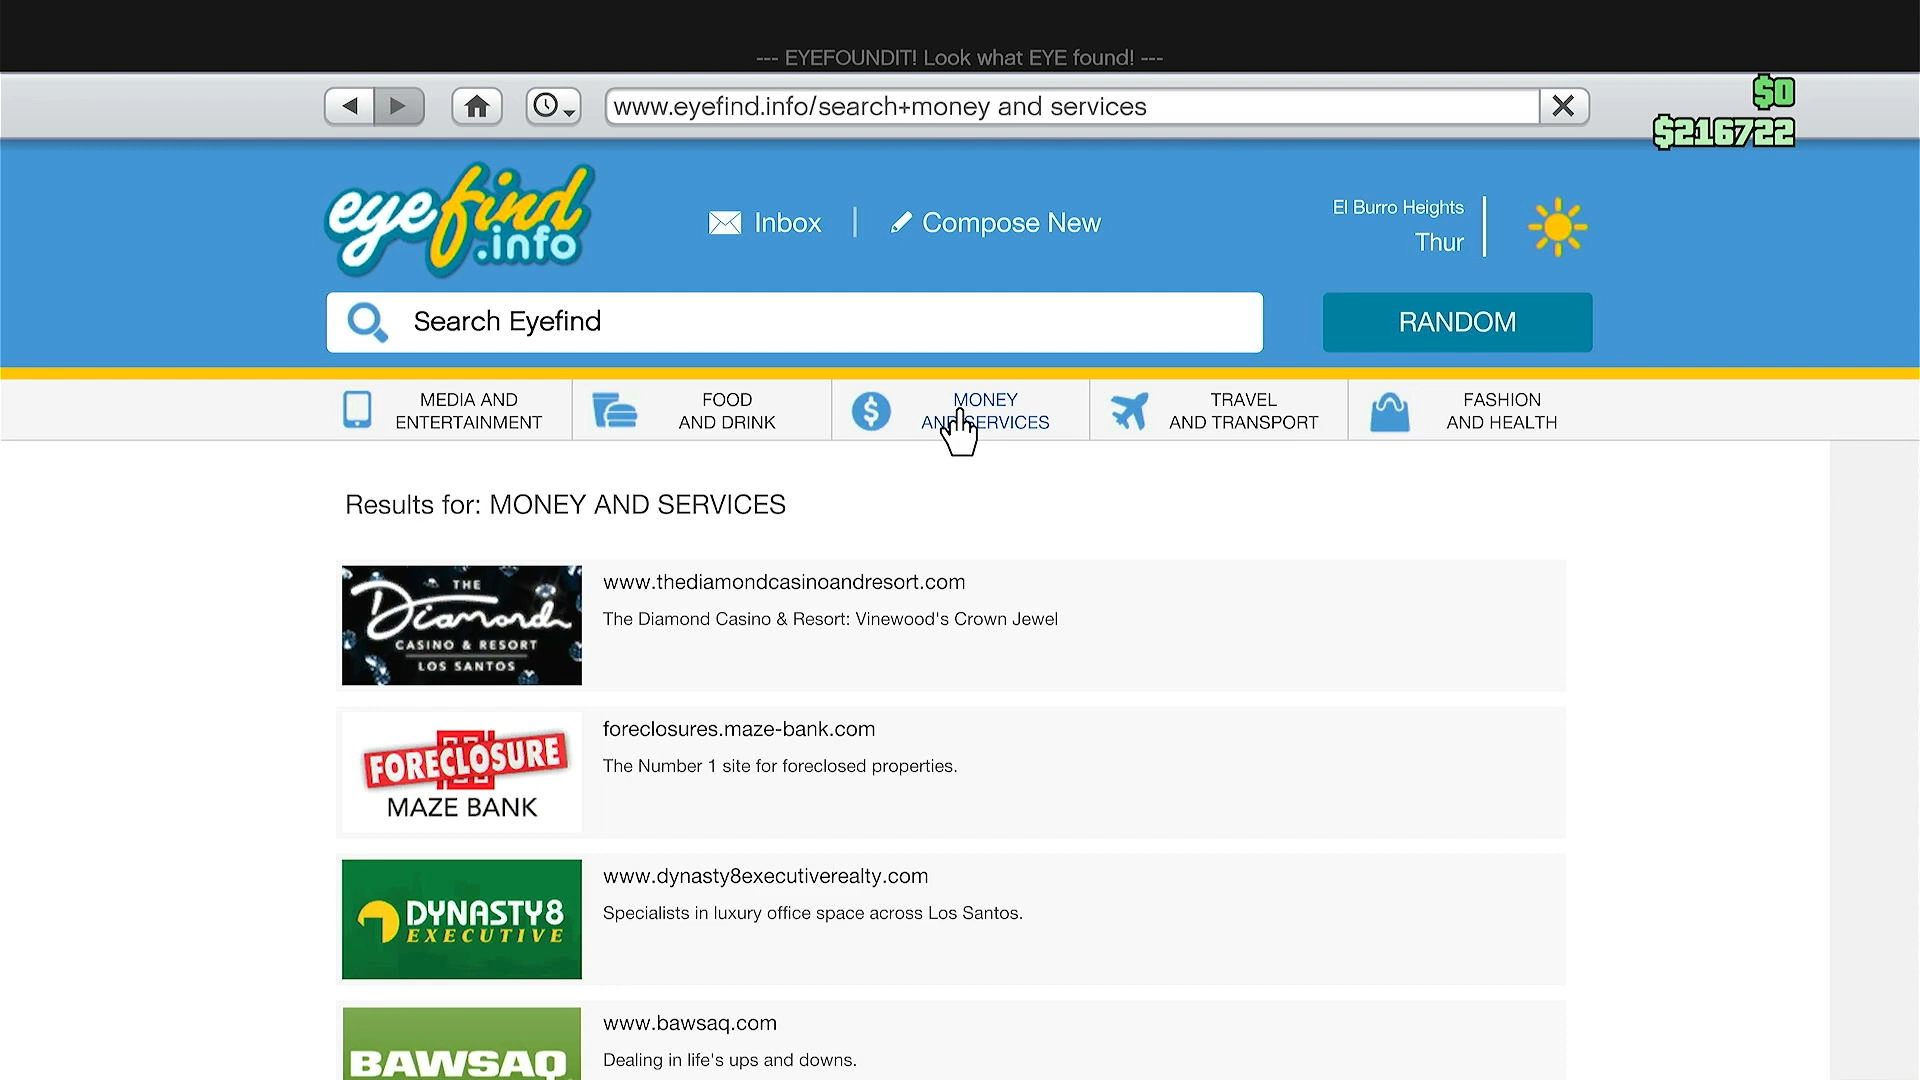 --- EYEFOUNDIT! Look what EYE found! ---
www.eyefind.info/search+money and services
$0
$216722
eyefind
.info
Inbox
Compose New
El Burro Heights
Thur
Search Eyefind
RANDOM
MEDIA AND
ENTERTAINMENT
FOOD
AND DRINK
MONEY
AND SERVICES
TRAVEL
AND TRANSPORT
FASHION
AND HEALTH
Results for: MONEY AND SERVICES
THE
Diamond
CASINO & RESORT
LOS SANTOS
www.thediamondcasinoandresort.com
The Diamond Casino & Resort: Vinewood's Crown Jewel
FORECLOSURE
MAZE BANK
foreclosures.maze-bank.com
The Number 1 site for foreclosed properties.
DYNASTY8
EXECUTIVE
www.dynasty8executiverealty.com
Specialists in luxury office space across Los Santos.
BAWSAQ
www.bawsaq.com
Dealing in life's ups and downs.